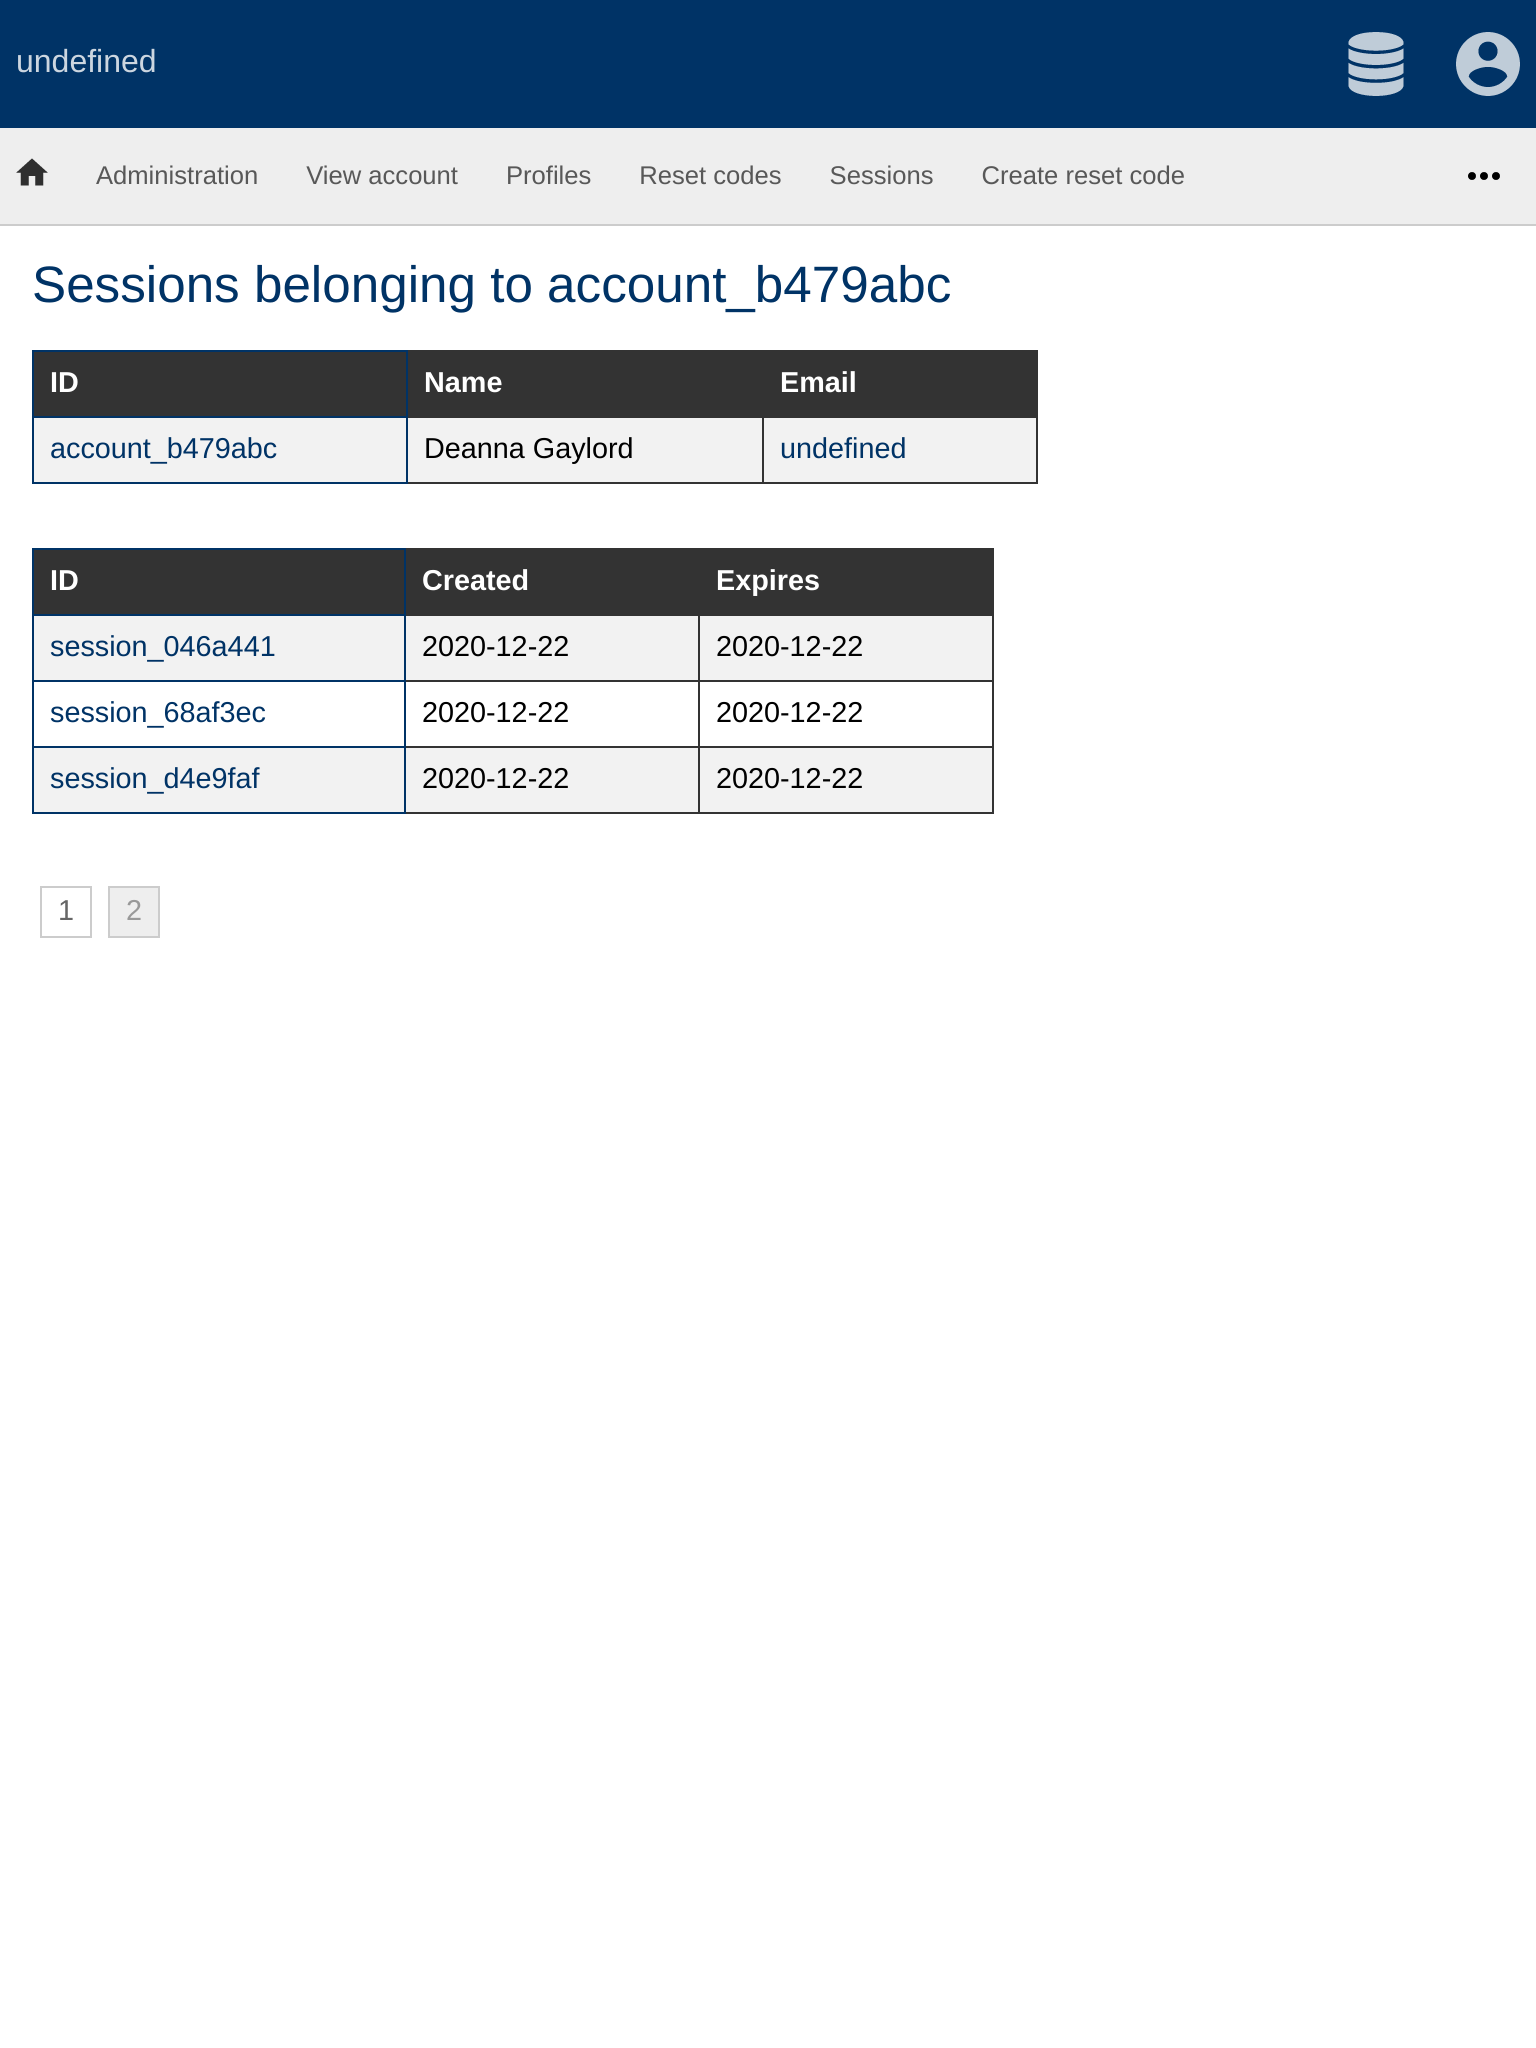 undefined
Administration View account Profiles Reset codes Sessions Create reset code
Sessions belonging to account_b479abc
ID Name Email
account_b479abc Deanna Gaylord undefined
ID Created Expires
session_046a441 2020-12-22 2020-12-22
session_68af3ec 2020-12-22 2020-12-22
session_d4e9faf 2020-12-22 2020-12-22
1 2